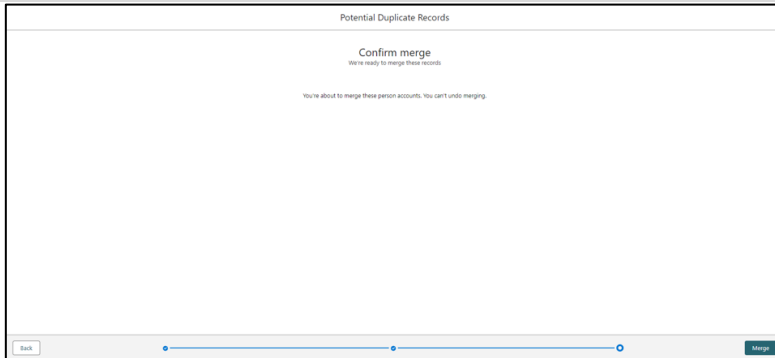 Potential Duplicate Records
Confirm merge
We're ready to merge these records
You're about to merge these person accounts. You can't undo merging.
Back
Merge